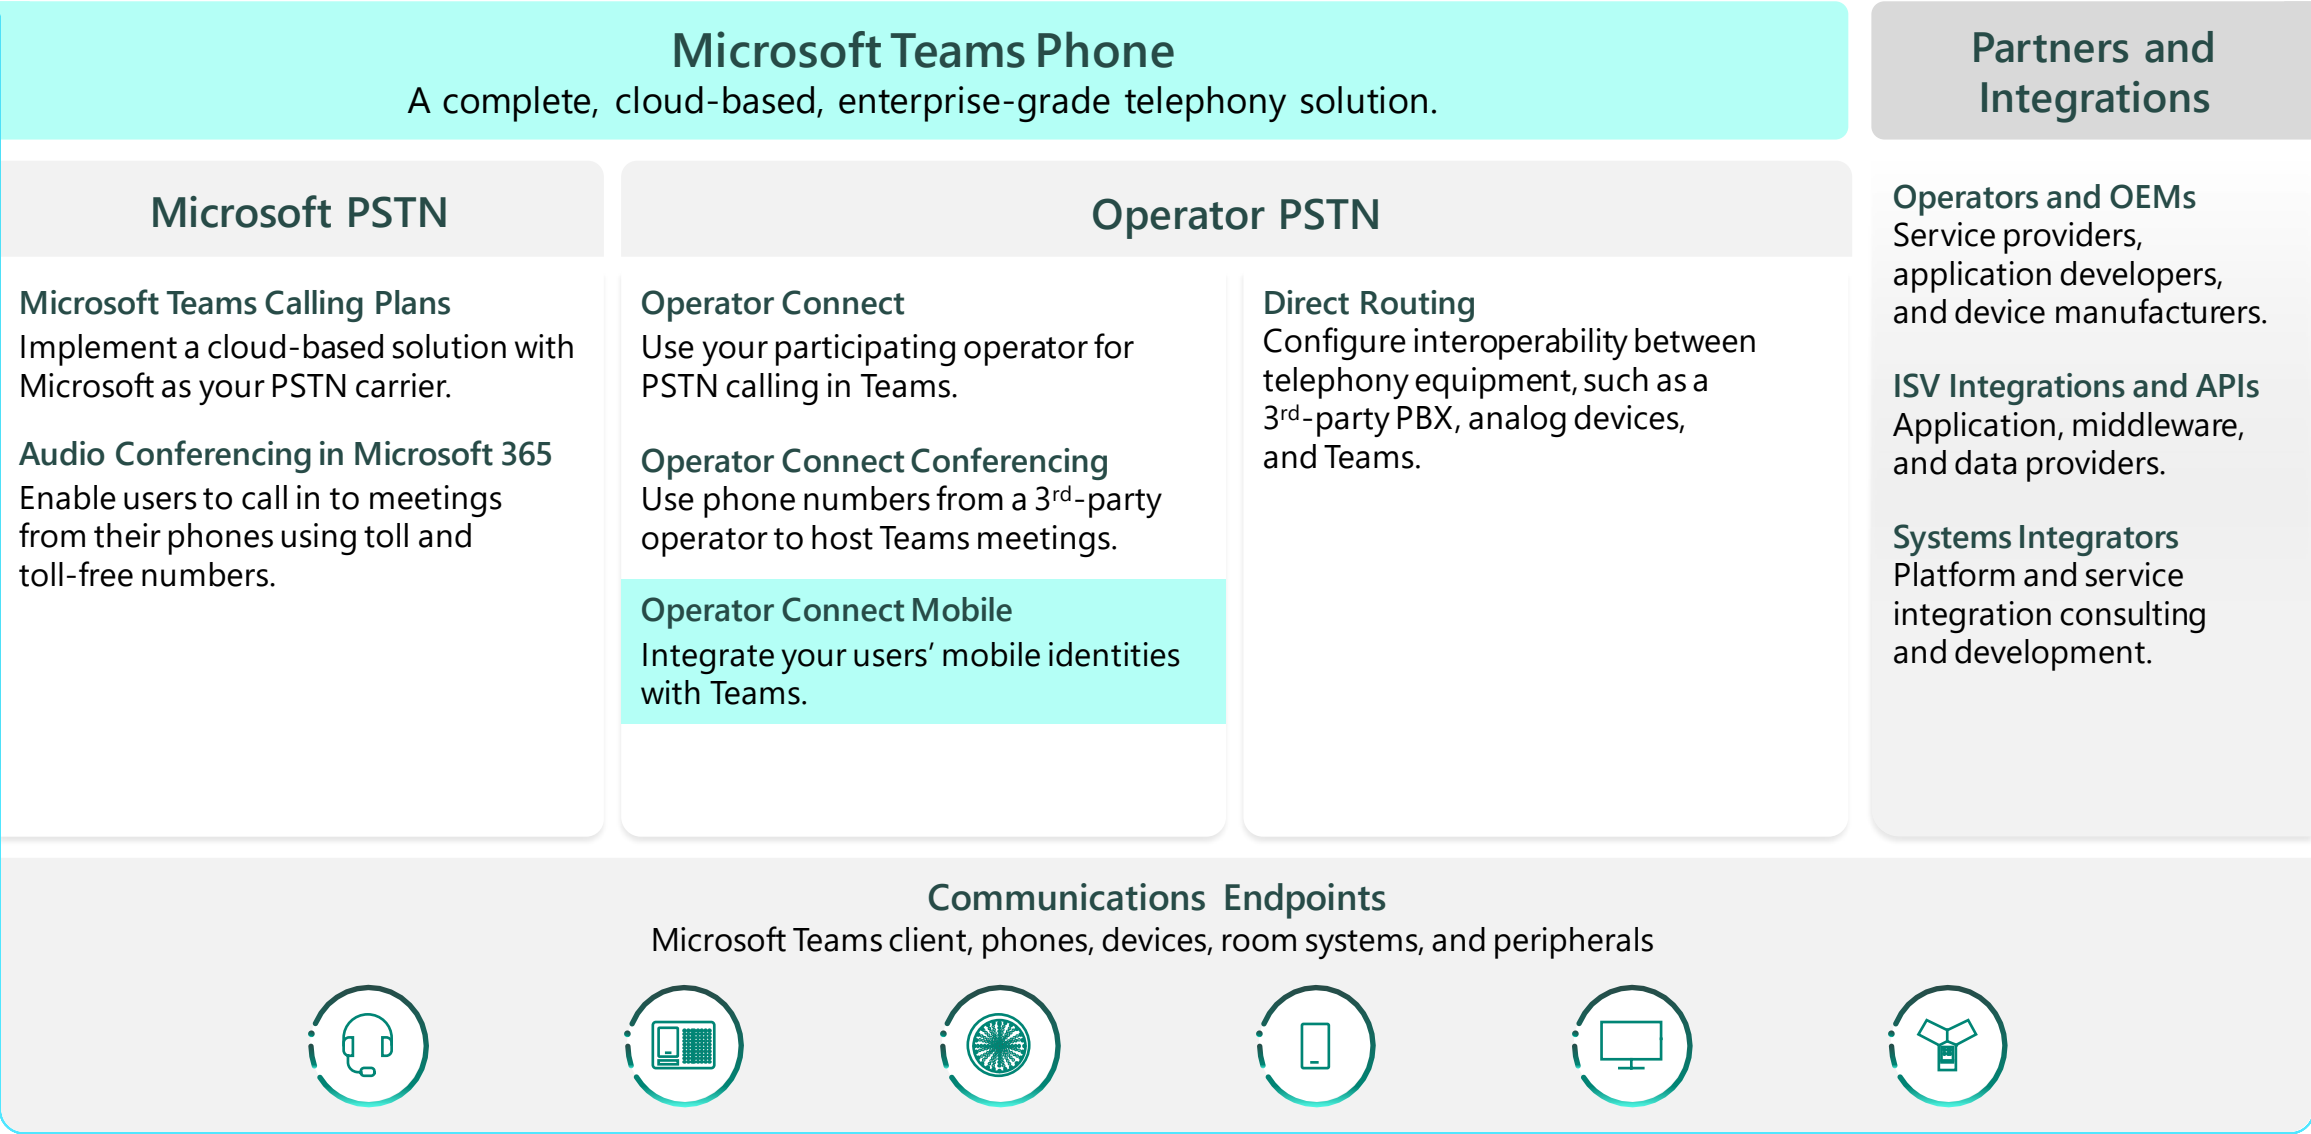 Microsoft Teams Phone
A complete, cloud-based, enterprise-grade telephony solution.
Partners and
Integrations
Microsoft PSTN
Microsoft Teams Calling Plans
Implement a cloud-based solution with
Microsoft as your PSTN carrier.
Audio Conferencing in Microsoft 365
Enable users to call in to meetings
from their phones using toll and
toll-free numbers.
Operator PSTN
Operator Connect
Use your participating operator for
PSTN calling in Teams.
Operator Connect Conferencing
Use phone numbers from a 3rd-party
operator to host Teams meetings.
Operator Connect Mobile
Integrate your users’ mobile identities
with Teams.
Direct Routing
Configure interoperability between
telephony equipment, such as a
3rd-party PBX, analog devices,
and Teams.
Operators and OEMs
Service providers,
application developers,
and device manufacturers.
ISV Integrations and APIs
Application, middleware,
and data providers.
Systems Integrators
Platform and service
integration consulting
and development.
Communications Endpoints
Microsoft Teams client, phones, devices, room systems, and peripherals